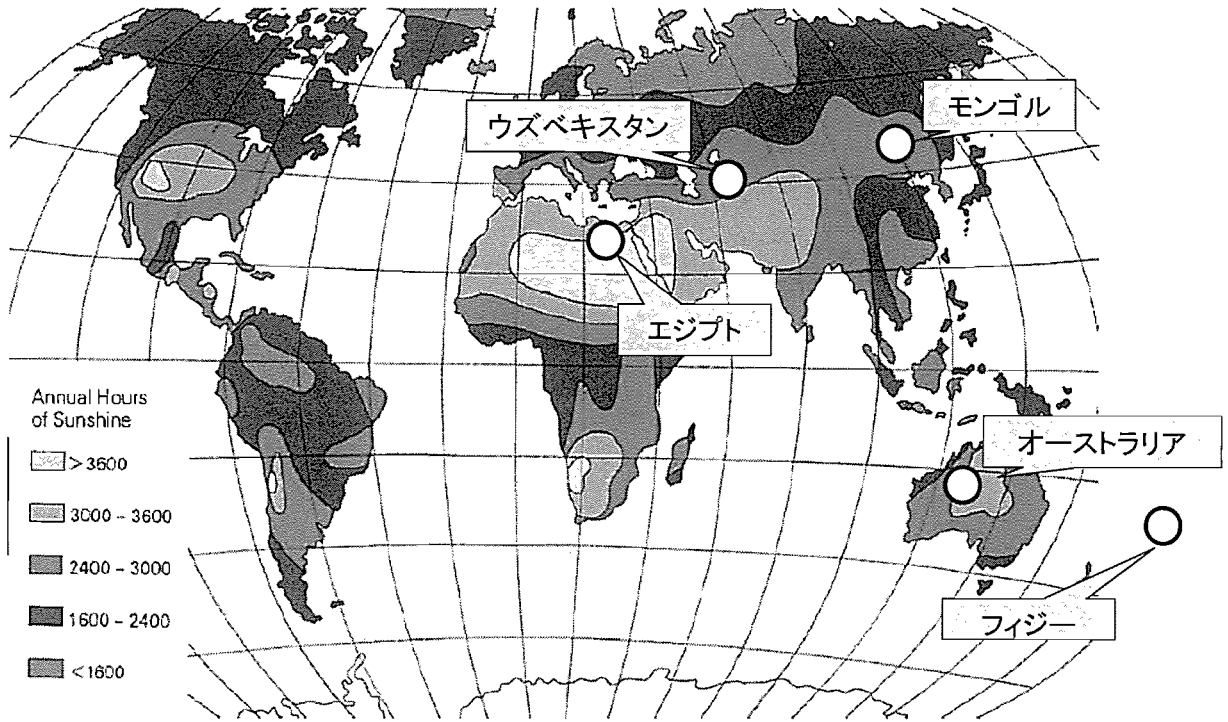 モンゴル
ウズベキスタン
エジプト
Annual Hours
of Sunshine
>3600
3000 - 3600
2400 - 3000
1600 - 2400
<1600
オーストラリア
フィジー